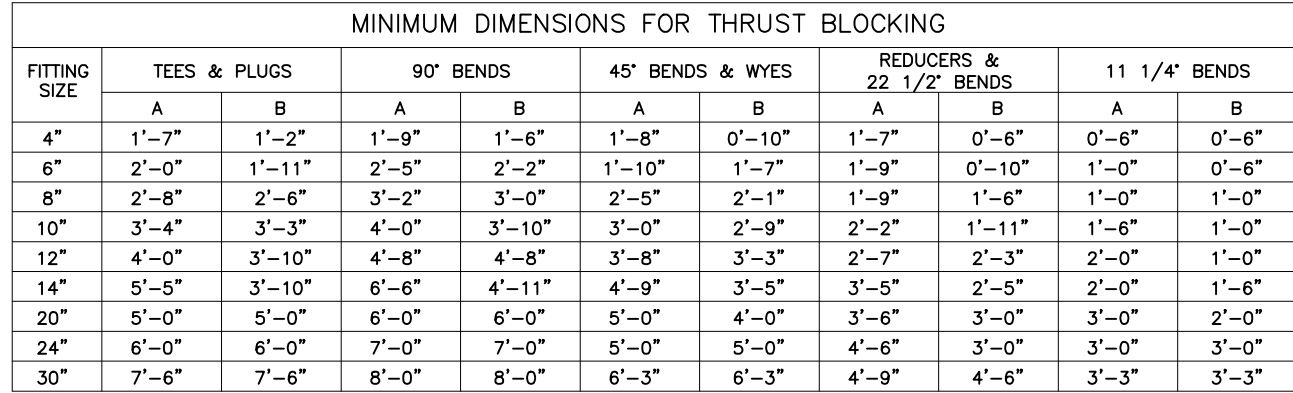 MINIMUM DIMENSIONS FOR THRUST BLOCKING
FITTING SIZE TEES & PLUGS 90° BENDS 45° BENDS & WYES REDUCERS & 22 1/2° BENDS 11 1/4° BENDS
A B A B A B A B A B
4" 1'-7" 1'-2" 1'-9" 1'-6" 1'-8" 0'-10" 1'-7" 0'-6" 0'-6" 0'-6"
6" 2'-0" 1'-11" 2'-5" 2'-2" 1'-10" 1'-7" 1'-9" 0'-10" 1'-0" 0'-6"
8" 2'-8" 2'-6" 3'-2" 3'-0" 2'-5" 2'-1" 1'-9" 1'-6" 1'-0" 1'-0"
10" 3'-4" 3'-3" 4'-0" 3'-10" 3'-0" 2'-9" 2'-2" 1'-11" 1'-6" 1'-0"
12" 4'-0" 3'-10" 4'-8" 4'-8" 3'-8" 3'-3" 2'-7" 2'-3" 2'-0" 1'-0"
14" 5'-5" 3'-10" 6'-6" 4'-11" 4'-9" 3'-5" 3'-5" 2'-5" 2'-0" 1'-6"
20" 5'-0" 5'-0" 6'-0" 6'-0" 5'-0" 4'-0" 3'-6" 3'-0" 3'-0" 2'-0"
24" 6'-0" 6'-0" 7'-0" 7'-0" 5'-0" 5'-0" 4'-6" 3'-0" 3'-0" 3'-0"
30" 7'-6" 7'-6" 8'-0" 8'-0" 6'-3" 6'-3" 4'-9" 4'-6" 3'-3" 3'-3"